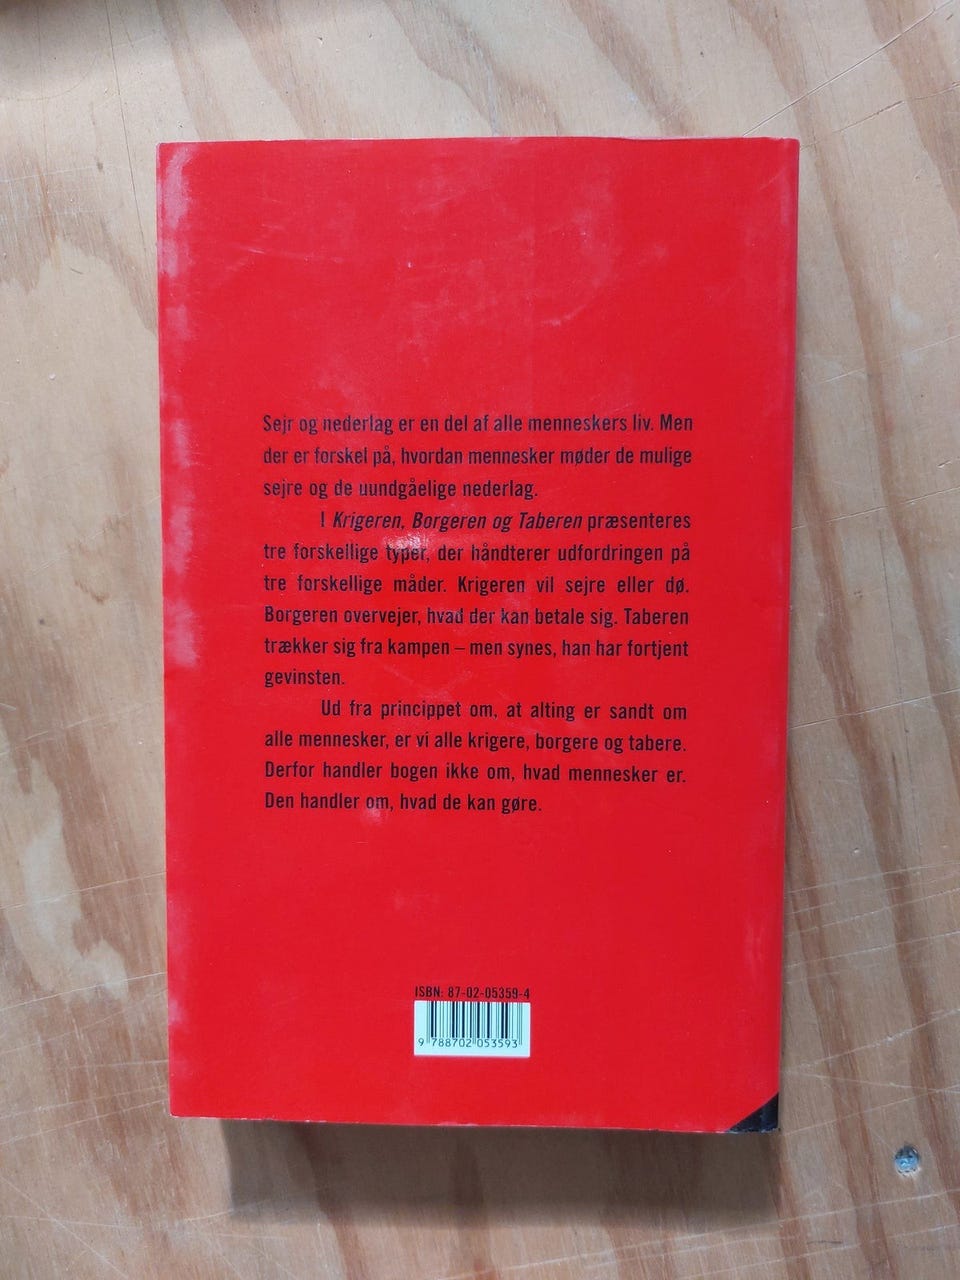 Sejr og nederlag er en del af alle menneskers liv. Men
der er forskel på, hvordan mennesker møder de mulige
sejre og de uundgåelige nederlag.
I Krigeren, Borgeren og Taberen præsenteres
tre forskellige typer, der håndterer udfordringen på
tre forskellige måder. Krigeren vil sejre eller dø.
Borgeren overvejer, hvad der kan betale sig. Taberen
trækker sig fra kampen – men synes, han har fortjent
gevinsten.
Ud fra princippet om, at alting er sandt om
alle mennesker, er vi alle krigere, borgere og tabere.
Derfor handler bogen ikke om, hvad mennesker er.
Den handler om, hvad de kan gøre.
ISBN: 87-02-05359-4
9 788702 053593